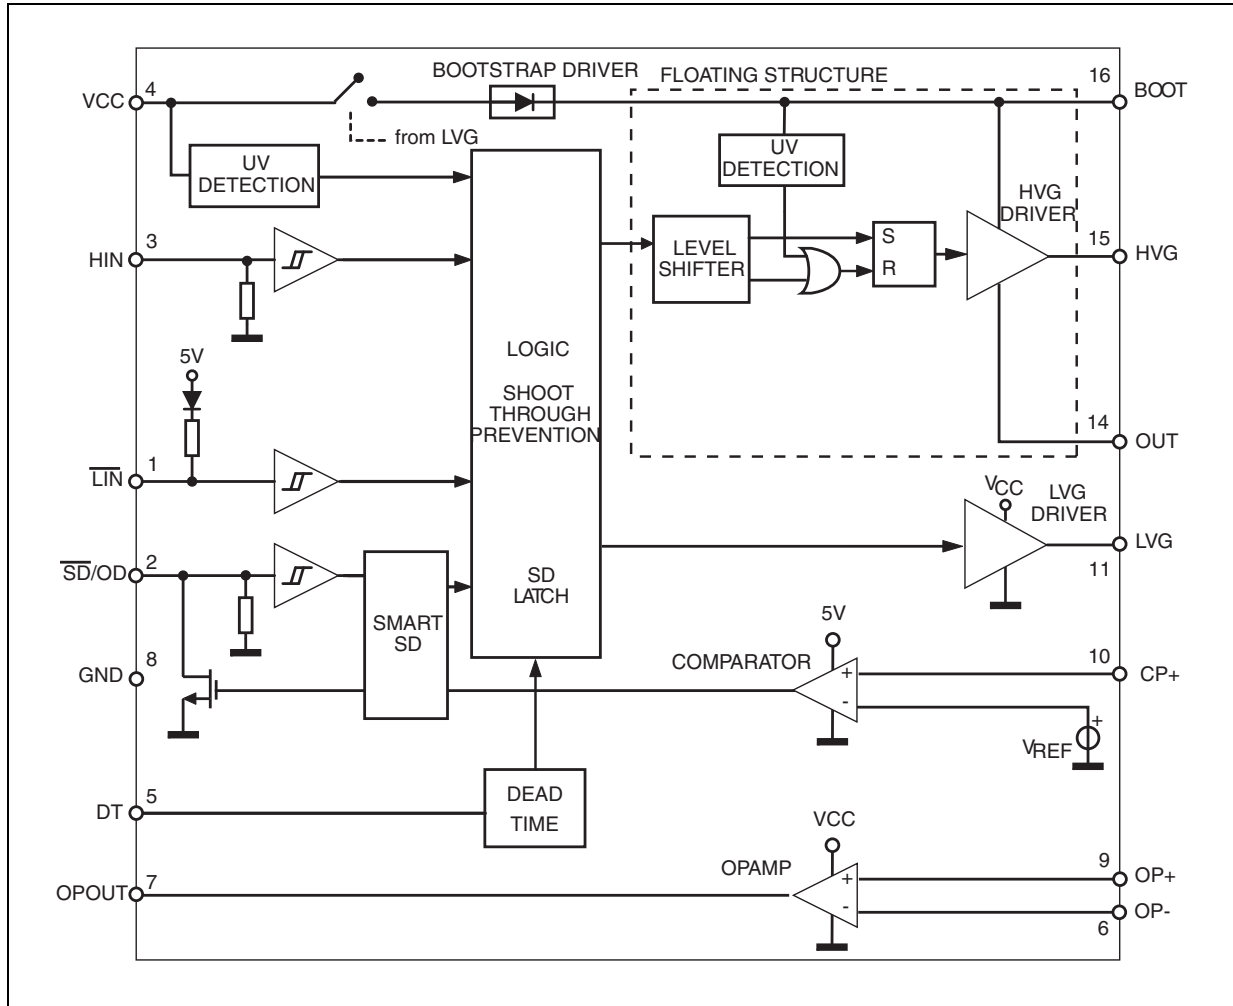 BOOTSTRAP DRIVER
FLOATING STRUCTURE
16
BOOT
4
VCC
from LVG
UV
DETECTION
UV
DETECTION
HVG
DRIVER
3
HIN
15
HVG
LEVEL
SHIFTER
S
R
5V
LOGIC
SHOOT
THROUGH
PREVENTION
14
OUT
1
LIN
VCC
LVG
DRIVER
2
SD/OD
LVG
11
SD
LATCH
SMART
SD
5V
8
GND
COMPARATOR
+
-
10
CP+
+
VREF
5
DT
DEAD
TIME
VCC
OPAMP
+
-
9
OP+
7
OPOUT
OP-
6